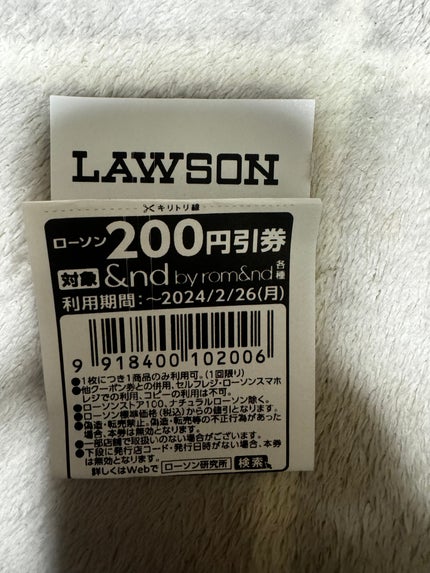 LAWSON
キリトリ線
ローソン 200円引券
対象 &nd by rom&nd 各種
利用期間：～2024/2/26(月)
9 918400 102006
●1枚につき1商品のみ利用可。(1回限り)
●他クーポン券との併用、セルフレジ・ローソンスマホ
レジでの利用、コピーの利用は不可。
●ローソンストア100、ナチュラルローソン除く。
●ローソン標準価格(税込)からの値引となります。
●偽造・転売禁止。偽造・転売等の不正行為があった
場合、本券は無効となります。
●一部店舗で取扱いのない場合がございます。
●下段に発行店コード・発行日時がない場合、本券
は無効となります。
詳しくはWebで ローソン研究所 検索